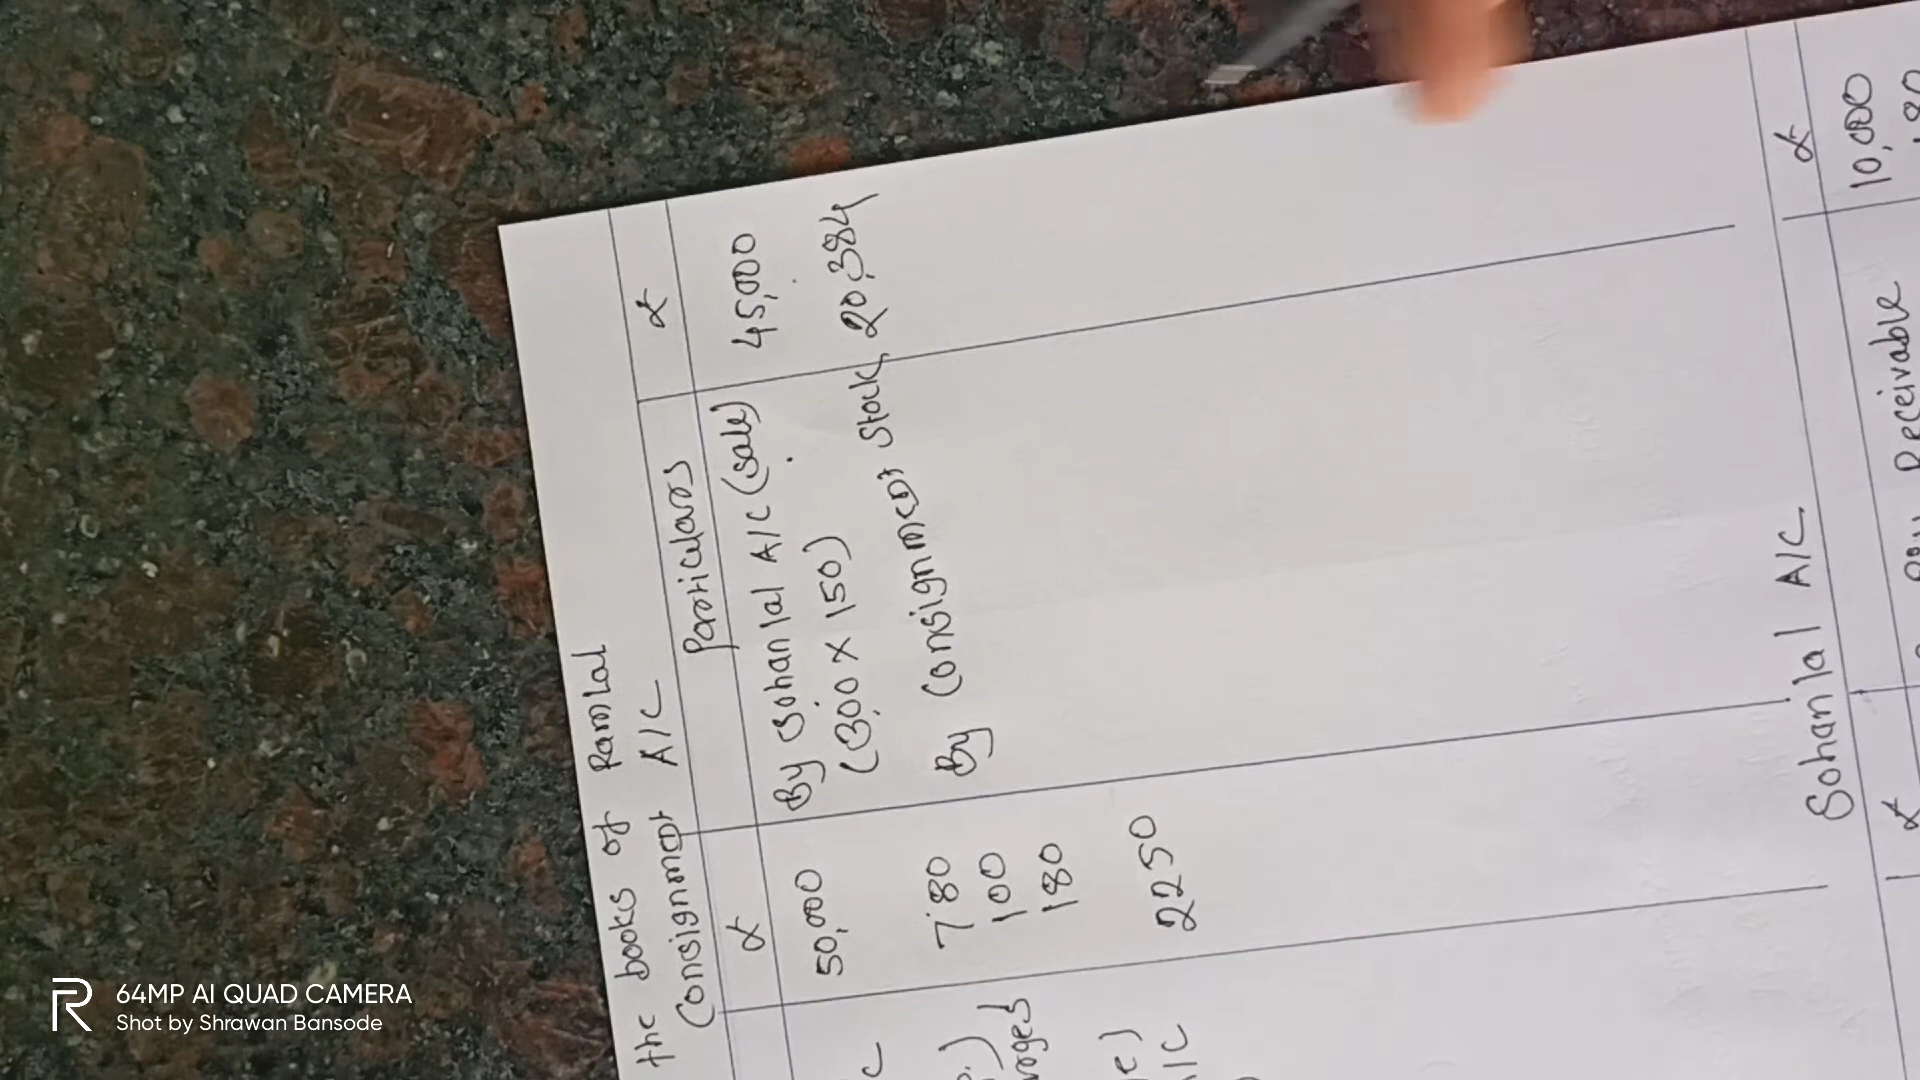 the books of Ramlal
Consignment A/C
₹ Particulars ₹
50,000 By Sohanlal A/C (sale) 45,000
(300 X 150)
780 By Consignment Stock 20,384
100
180
2250
Sohanlal A/C
₹ ₹
Receivable 10,000
64MP AI QUAD CAMERA
Shot by Shrawan Bansode